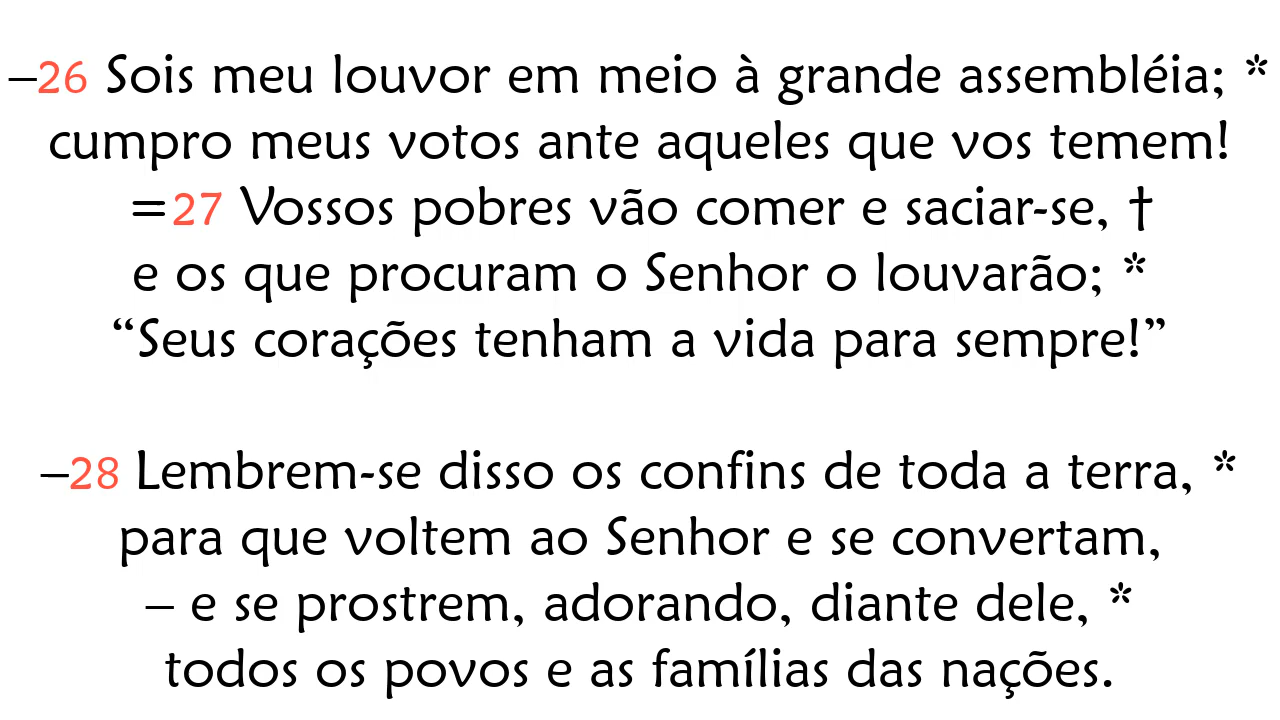 –26 Sois meu louvor em meio à grande assembléia; *
cumpro meus votos ante aqueles que vos temem!
=27 Vossos pobres vão comer e saciar-se, †
e os que procuram o Senhor o louvarão; *
“Seus corações tenham a vida para sempre!”
–28 Lembrem-se disso os confins de toda a terra, *
para que voltem ao Senhor e se convertam,
– e se prostrem, adorando, diante dele, *
todos os povos e as famílias das nações.